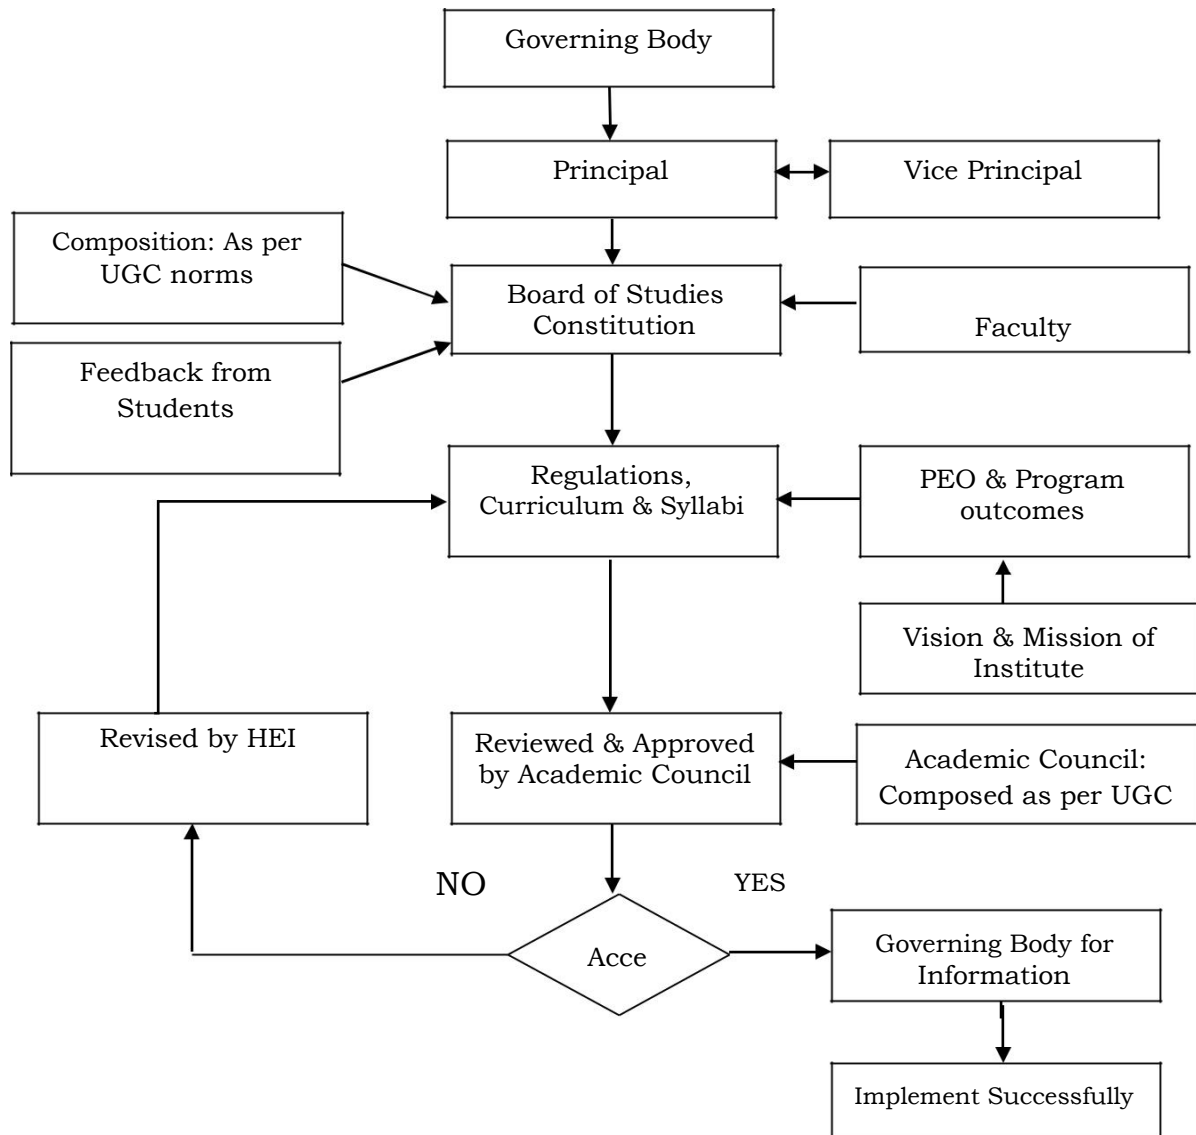 Governing Body
Principal
Vice Principal
Composition: As per
UGC norms
Board of Studies
Constitution
Faculty
Feedback from
Students
Regulations,
Curriculum & Syllabi
PEO & Program
outcomes
Vision & Mission of
Institute
Revised by HEI
Reviewed & Approved
by Academic Council
Academic Council:
Composed as per UGC
NO
YES
Acce
Governing Body for
Information
Implement Successfully